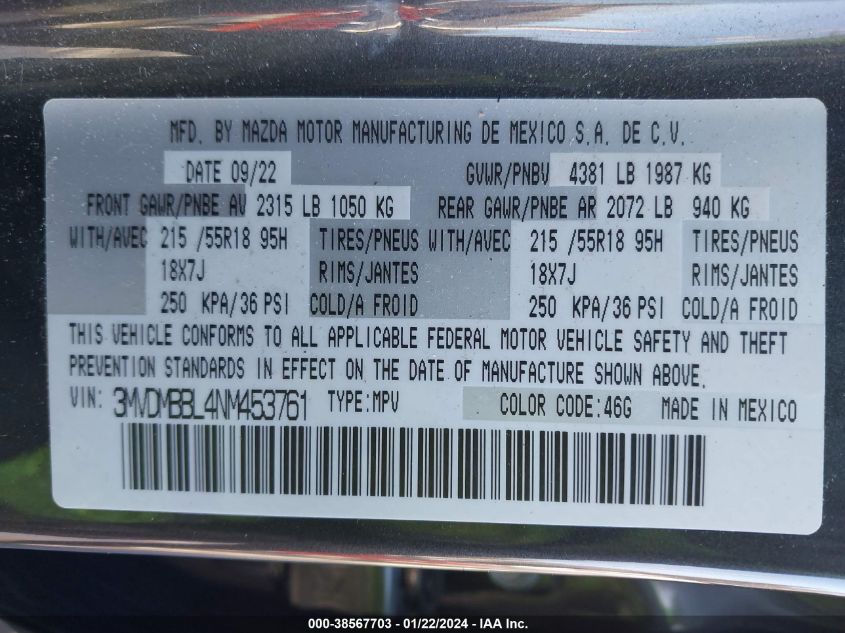 MFD. BY MAZDA MOTOR MANUFACTURING DE MEXICO S.A. DE C.V.
DATE 09/22 GVWR/PNBV 4381 LB 1987 KG
FRONT GAWR/PNBE AV 2315 LB 1050 KG REAR GAWR/PNBE AR 2072 LB 940 KG
WITH/AVEC 215 /55R18 95H TIRES/PNEUS WITH/AVEC 215 /55R18 95H TIRES/PNEUS
18X7J RIMS/JANTES 18X7J RIMS/JANTES
250 KPA/36 PSI COLD/A FROID 250 KPA/36 PSI COLD/A FROID
THIS VEHICLE CONFORMS TO ALL APPLICABLE FEDERAL MOTOR VEHICLE SAFETY AND THEFT
PREVENTION STANDARDS IN EFFECT ON THE DATE OF MANUFACTURE SHOWN ABOVE.
VIN: 3MVDMBBL4NM453761 TYPE:MPV COLOR CODE:46G MADE IN MEXICO
000-38567703 - 01/22/2024 - IAA Inc.